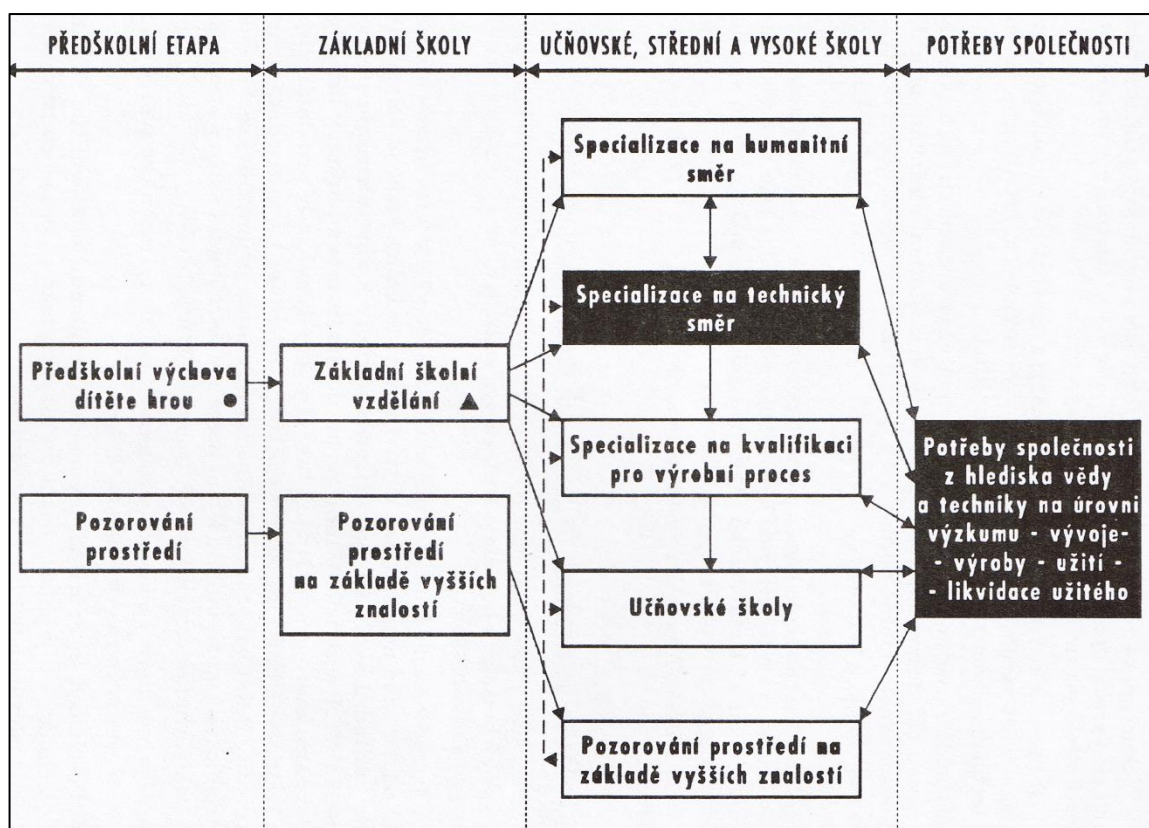 PŘEDŠKOLNÍ ETAPA
ZÁKLADNÍ ŠKOLY
UČŇOVSKÉ, STŘEDNÍ A VYSOKÉ ŠKOLY
POTŘEBY SPOLEČNOSTI
Specializace na humanitní
směr
Specializace na technický
směr
Předškolní výchova
dítěte hrou
Základní školní
vzdělání
Specializace na kvalifikaci
pro výrobní proces
Potřeby společnosti
z hlediska vědy
a techniky na úrovni
výzkumu - vývoje-
- výroby - užití -
- likvidace užitého
Pozorování
prostředí
Pozorování
prostředí
na základě vyšších
znalostí
Učňovské školy
Pozorování prostředí na
základě vyšších znalostí